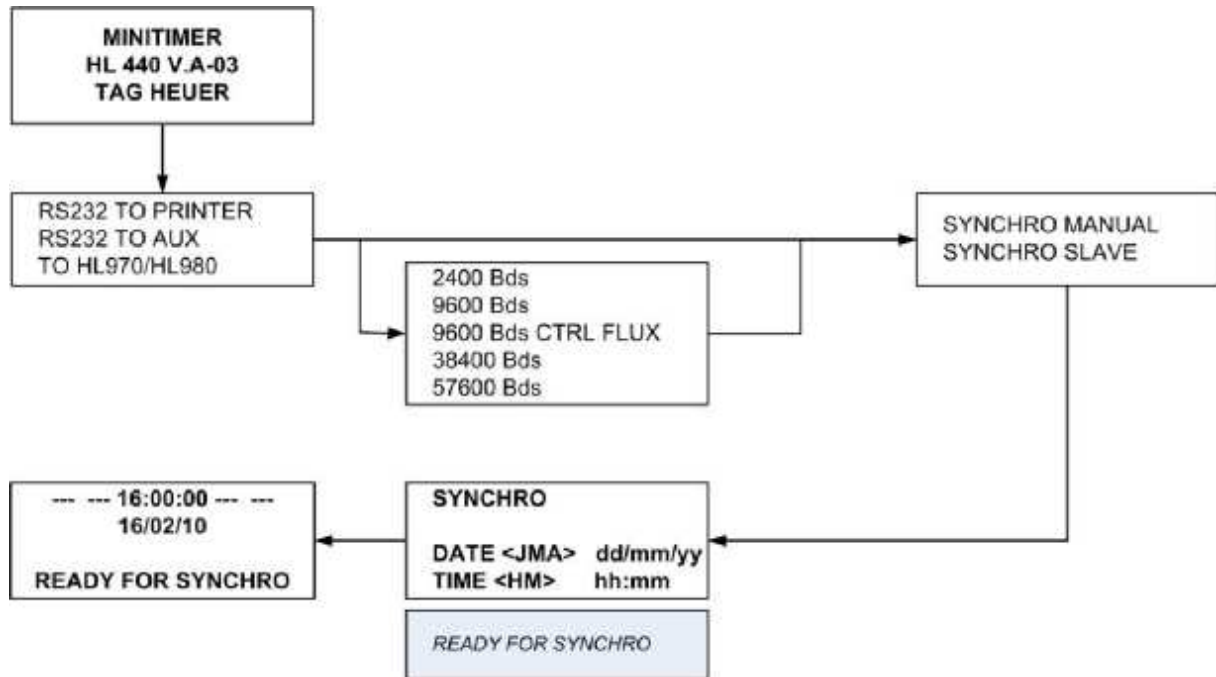 MINITIMER
HL 440 V.A-03
TAG HEUER
RS232 TO PRINTER
RS232 TO AUX
TO HL970/HL980
2400 Bds
9600 Bds
9600 Bds CTRL FLUX
38400 Bds
57600 Bds
SYNCHRO MANUAL
SYNCHRO SLAVE
SYNCHRO
DATE <JMA> dd/mm/yy
TIME <HM> hh:mm
READY FOR SYNCHRO
--- --- 16:00:00 --- ---
16/02/10
READY FOR SYNCHRO